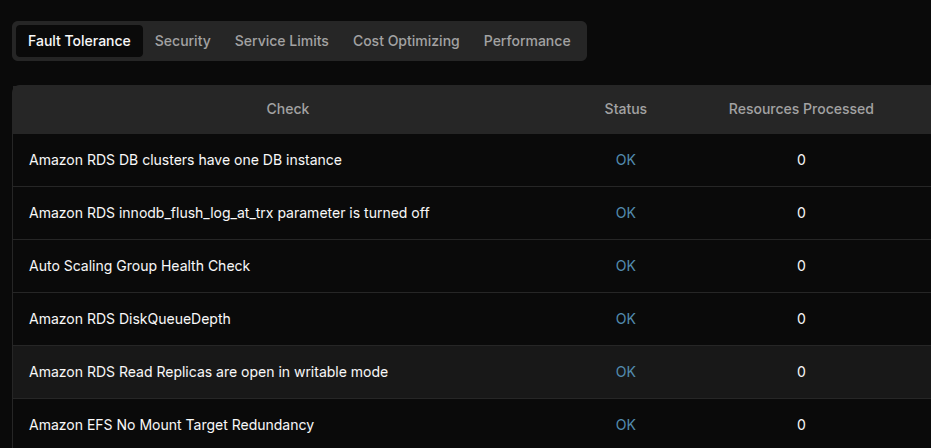 Fault Tolerance Security Service Limits Cost Optimizing Performance
Check Status Resources Processed
Amazon RDS DB clusters have one DB instance OK 0
Amazon RDS innodb_flush_log_at_trx parameter is turned off OK 0
Auto Scaling Group Health Check OK 0
Amazon RDS DiskQueueDepth OK 0
Amazon RDS Read Replicas are open in writable mode OK 0
Amazon EFS No Mount Target Redundancy OK 0